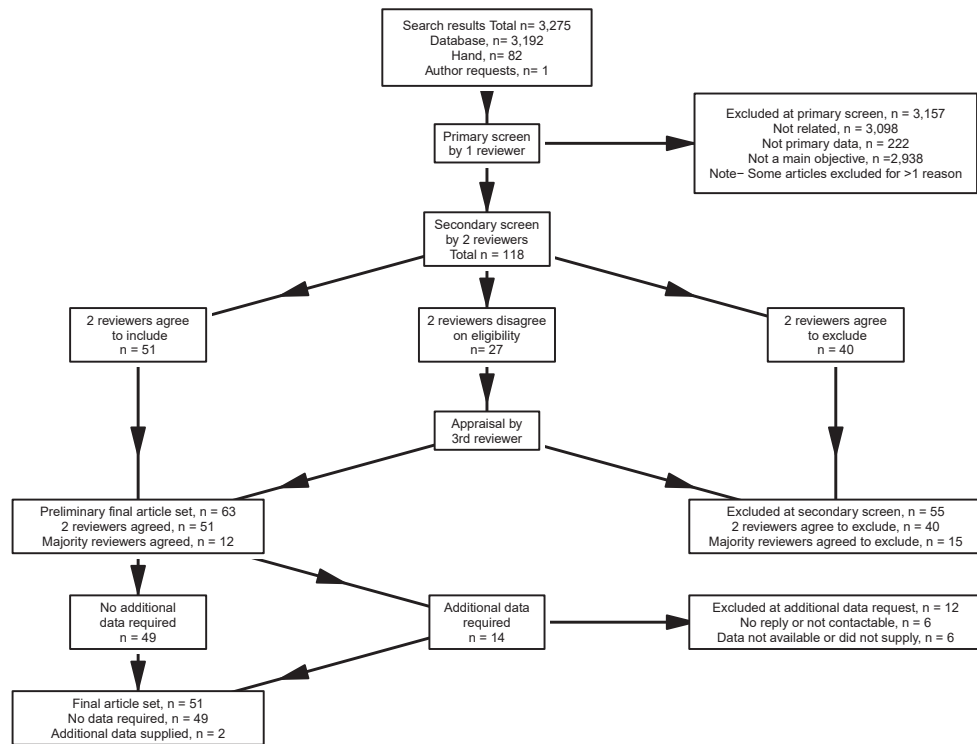 Search results Total n= 3,275
Database, n= 3,192
Hand, n= 82
Author requests, n= 1
Primary screen
by 1 reviewer
Excluded at primary screen, n = 3,157
Not related, n = 3,098
Not primary data, n = 222
Not a main objective, n =2,938
Note− Some articles excluded for >1 reason
Secondary screen
by 2 reviewers
Total n = 118
2 reviewers agree
to include
n = 51
2 reviewers disagree
on eligibility
n= 27
2 reviewers agree
to exclude
n = 40
Appraisal by
3rd reviewer
Preliminary final article set, n = 63
2 reviewers agreed, n = 51
Majority reviewers agreed, n = 12
Excluded at secondary screen, n = 55
2 reviewers agree to exclude, n = 40
Majority reviewers agreed to exclude, n = 15
No additional
data required
n = 49
Additional data
required
n = 14
Excluded at additional data request, n = 12
No reply or not contactable, n = 6
Data not available or did not supply, n = 6
Final article set, n = 51
No data required, n = 49
Additional data supplied, n = 2